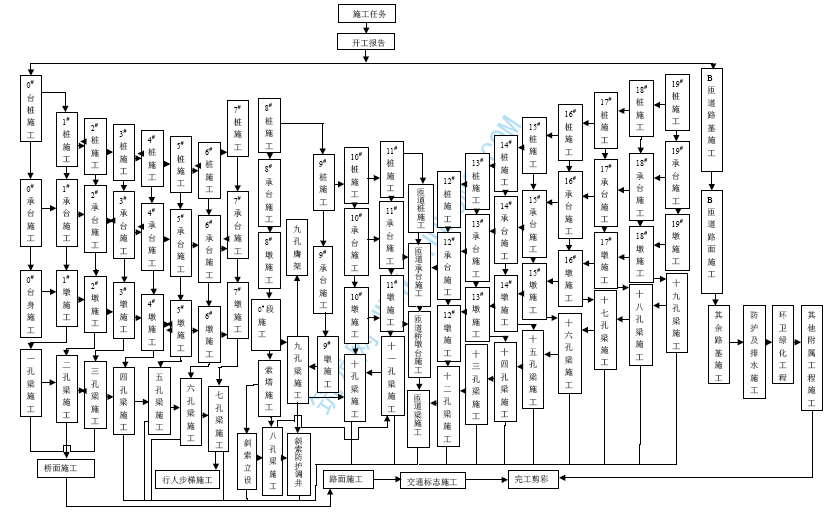 施工任务
开工报告
0#台桩施工
1#桩施工
2#桩施工
3#桩施工
4#桩施工
5#桩施工
6#桩施工
7#桩施工
8#桩施工
9#桩施工
10#桩施工
11#桩施工
匝道桩施工
12#桩施工
13#桩施工
14#桩施工
15#桩施工
16#桩施工
17#桩施工
18#桩施工
19#桩施工
B匝道路基施工
0#承台施工
1#承台施工
2#承台施工
3#承台施工
4#承台施工
5#承台施工
6#承台施工
7#承台施工
8#承台施工
9#承台施工
10#承台施工
11#承台施工
匝道承台施工
12#承台施工
13#承台施工
14#承台施工
15#承台施工
16#承台施工
17#承台施工
18#承台施工
19#承台施工
B匝道路面施工
0#台身施工
1#墩施工
2#墩施工
3#墩施工
4#墩施工
5#墩施工
6#墩施工
7#墩施工
8#墩施工
0#段施工
索塔施工
九孔膺架
9#墩施工
10#墩施工
11#墩施工
匝道桥墩台施工
12#墩施工
13#墩施工
14#墩施工
15#墩施工
16#墩施工
17#墩施工
18#墩施工
19#墩施工
一孔梁施工
二孔梁施工
三孔梁施工
四孔梁施工
五孔梁施工
六孔梁施工
七孔梁施工
斜索立设
八孔梁施工
斜索防护调井
九孔梁施工
十孔梁施工
十一孔梁施工
匝道梁施工
十二孔梁施工
十三孔梁施工
十四孔梁施工
十五孔梁施工
十六孔梁施工
十七孔梁施工
十八孔梁施工
十九孔梁施工
其余路基施工
防护及排水施工
环卫绿化工程
其他附属工程施工
桥面施工
行人步梯施工
路面施工
交通标志施工
完工剪彩